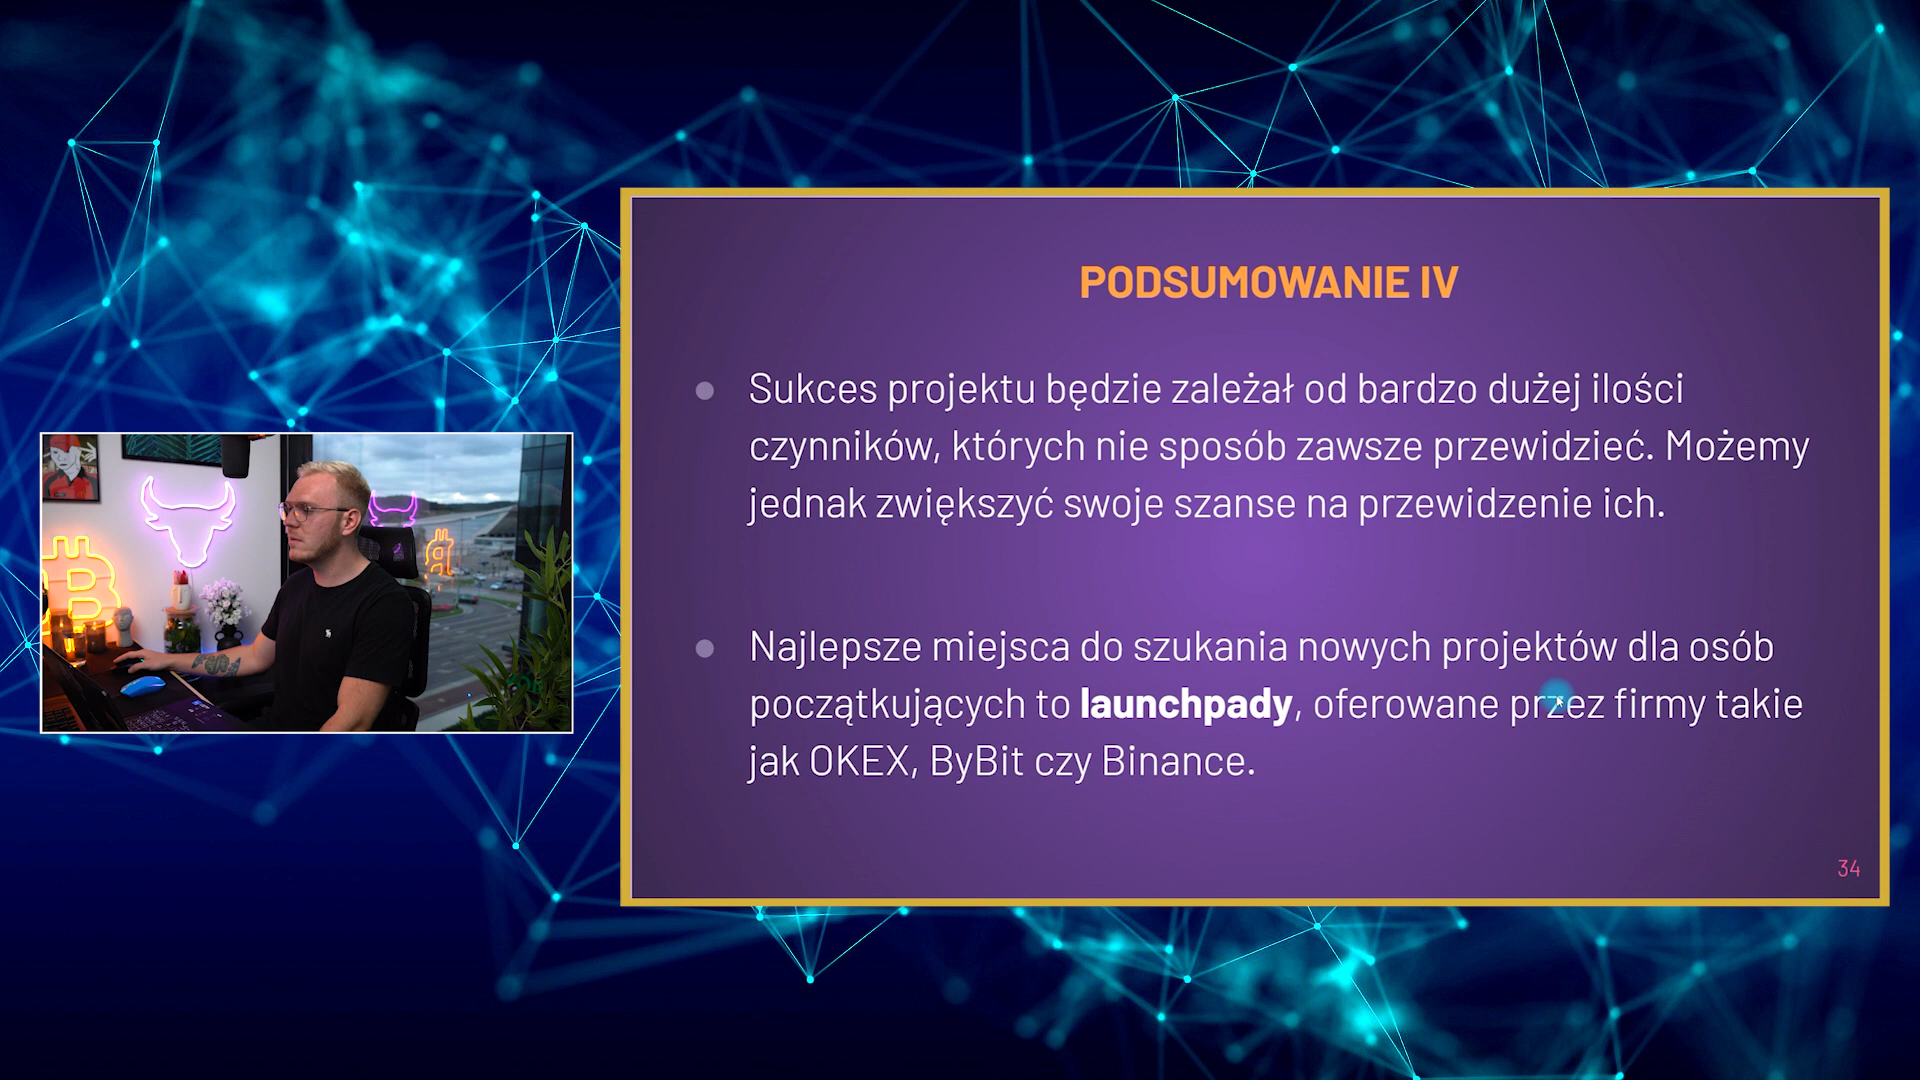 PODSUMOWANIE IV
Sukces projektu będzie zależał od bardzo dużej ilości
czynników, których nie sposób zawsze przewidzieć. Możemy
jednak zwiększyć swoje szanse na przewidzenie ich.
Najlepsze miejsca do szukania nowych projektów dla osób
początkujących to launchpady, oferowane przez firmy takie
jak OKEX, ByBit czy Binance.
34